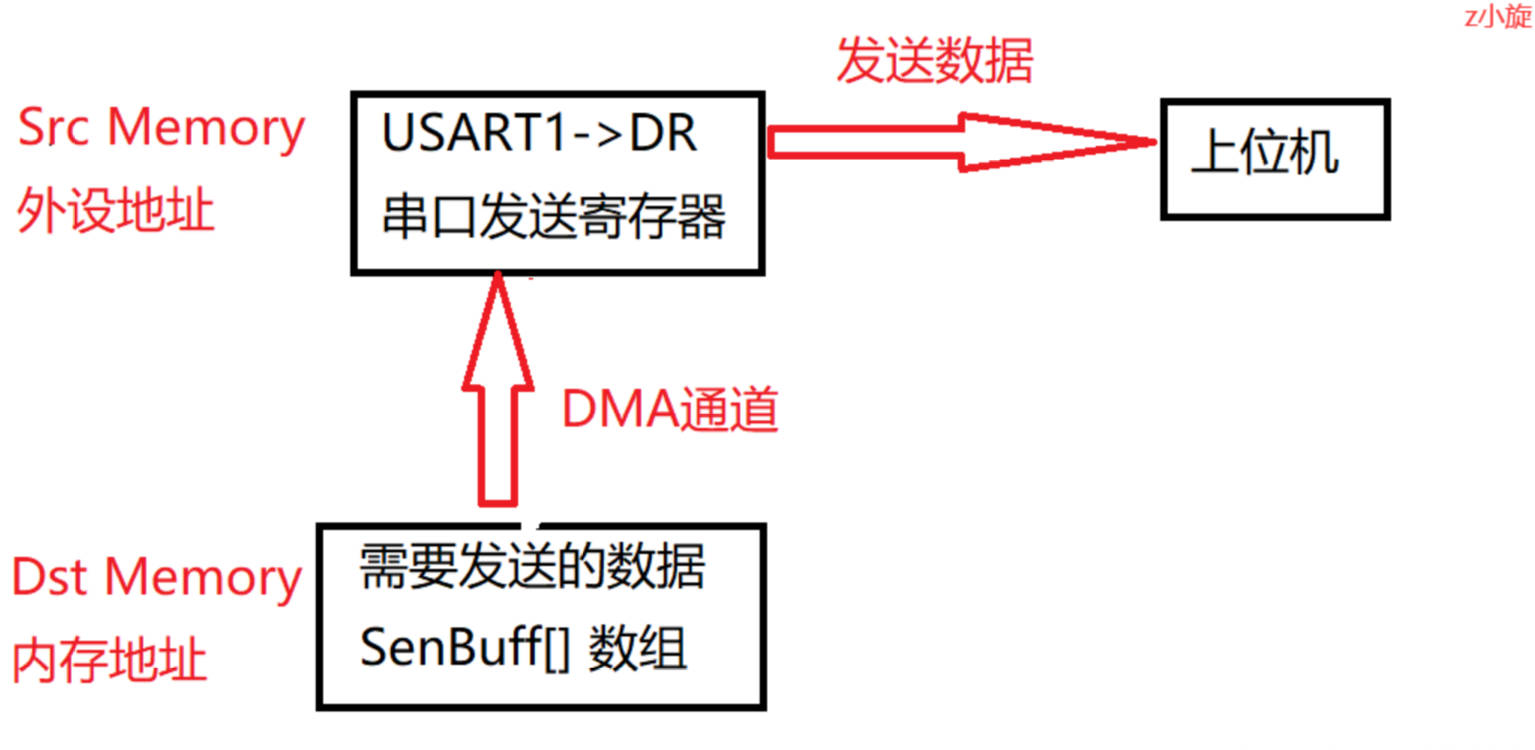 z小旋
发送数据
Src Memory
外设地址
USART1->DR
串口发送寄存器
上位机
DMA通道
Dst Memory
内存地址
需要发送的数据
SenBuff[] 数组